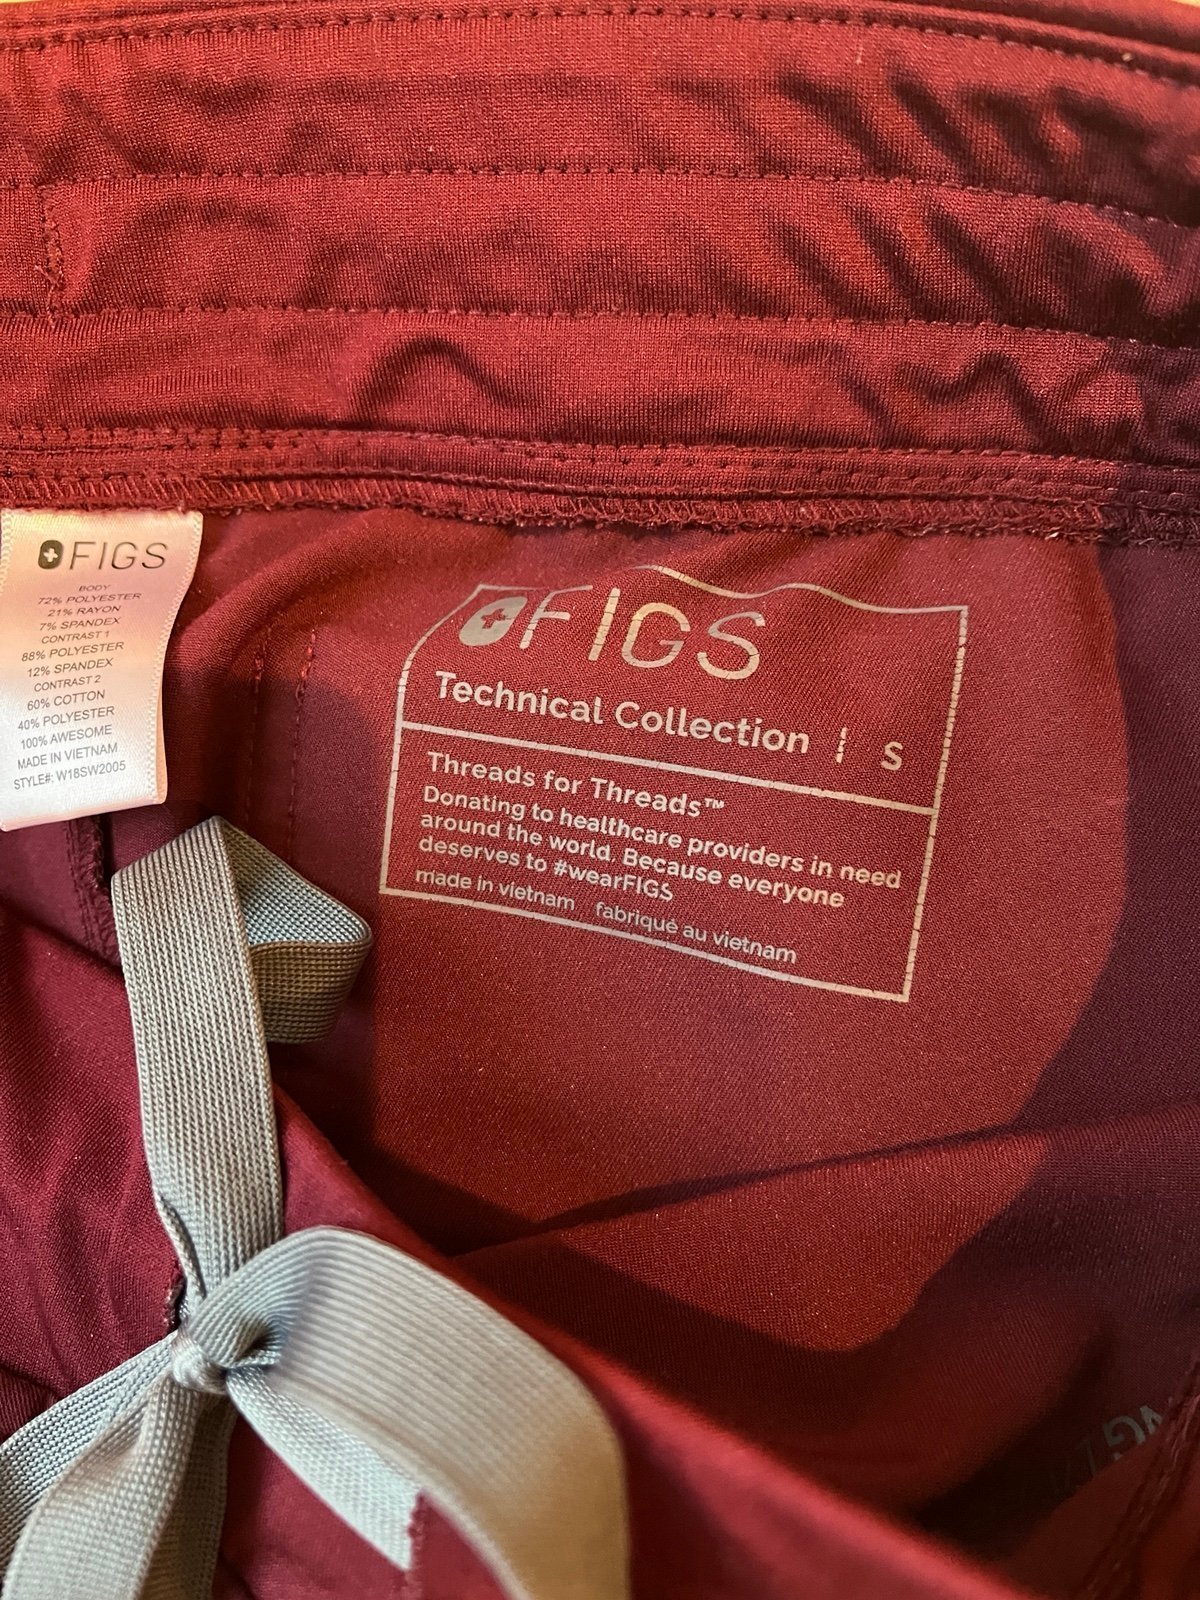 FIGS
BODY
72% POLYESTER
21% RAYON
7% SPANDEX
CONTRAST 1
88% POLYESTER
12% SPANDEX
CONTRAST 2
60% COTTON
40% POLYESTER
100% AWESOME
MADE IN VIETNAM
STYLE#: W18SW2005
FIGS
Technical Collection | S
Threads for Threads™
Donating to healthcare providers in need
around the world. Because everyone
deserves to #wearFIGS
made in vietnam fabriqué au vietnam